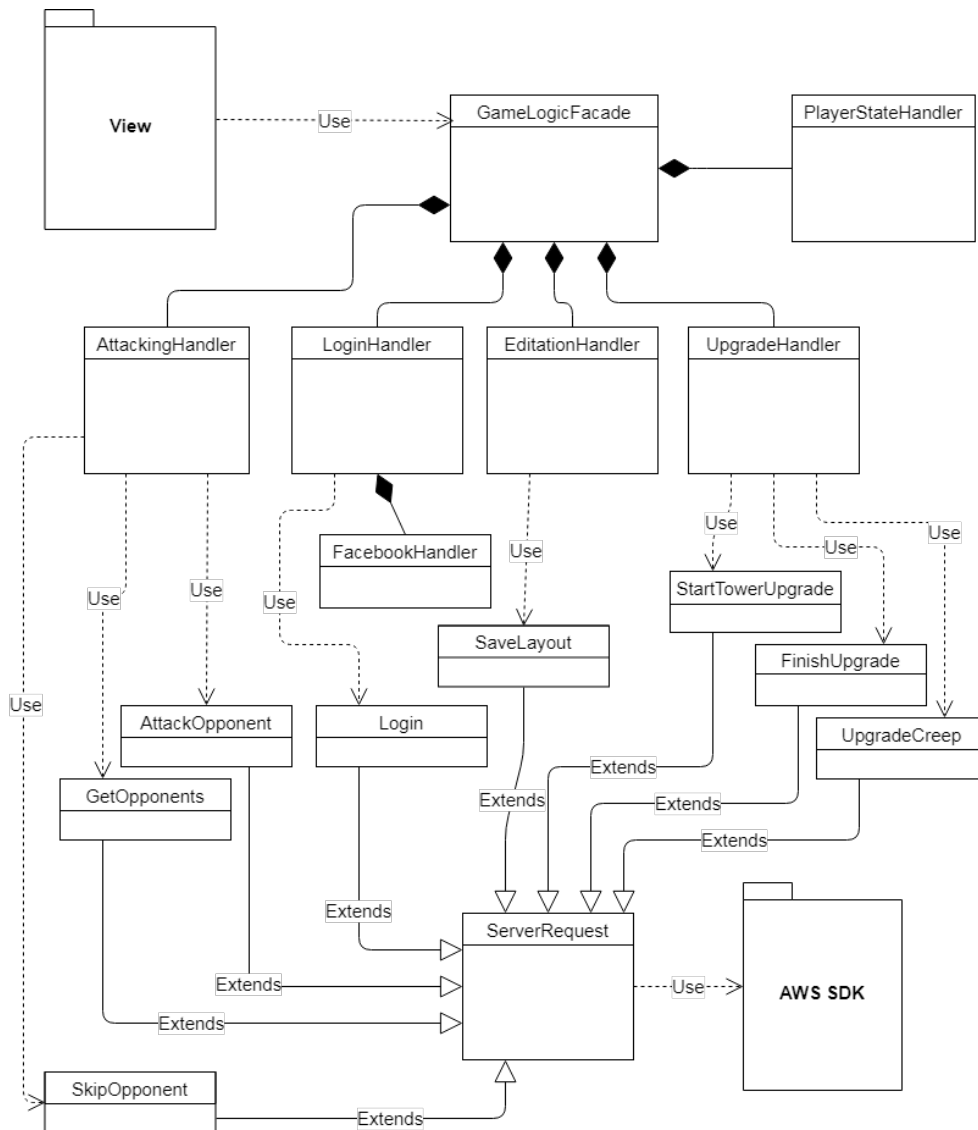 View
Use
GameLogicFacade
PlayerStateHandler
AttackingHandler
LoginHandler
EditationHandler
UpgradeHandler
Use
Use
Use
Use
FacebookHandler
StartTowerUpgrade
Use
Use
Use
Use
SaveLayout
FinishUpgrade
Use
AttackOpponent
Login
UpgradeCreep
GetOpponents
Extends
Extends
Extends
Extends
Extends
ServerRequest
Extends
Use
AWS SDK
Extends
SkipOpponent
Extends